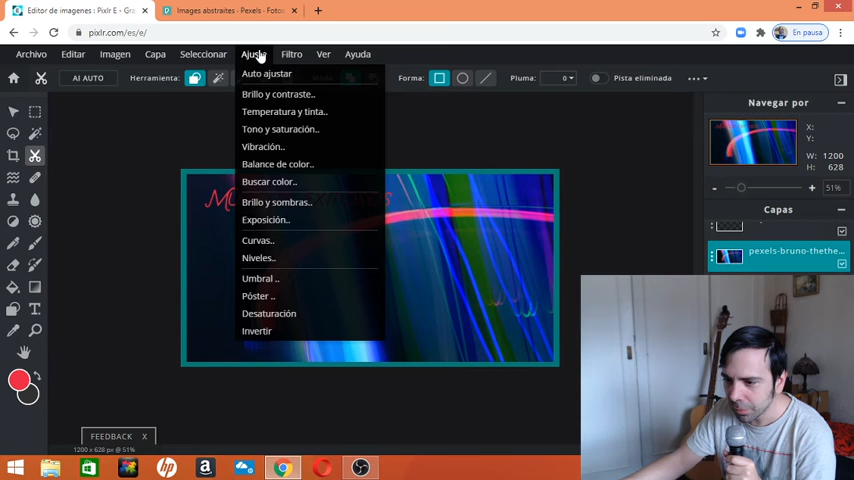 Editor de imagenes : Pixlr E - Gra
Images abstraites - Pexels - Fotos
pixlr.com/es/e/
En pausa
Archivo Editar Imagen Capa Seleccionar Ajuste Filtro Ver Ayuda
AI AUTO Herramienta: Forma: Pluma: 0 Pista eliminada
Auto ajustar
Brillo y contraste..
Temperatura y tinta..
Tono y saturación..
Vibración..
Balance de color..
Buscar color..
Brillo y sombras..
Exposición..
Curvas..
Niveles..
Umbral ..
Póster ..
Desaturación
Invertir
Navegar por
X:
Y:
W: 1200
H: 628
51%
Capas
pexels-bruno-thethe...
FEEDBACK X
1200 x 628 px @ 51%